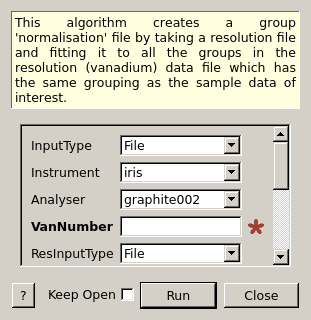 This algorithm creates a group
'normalisation' file by taking a resolution file
and fitting it to all the groups in the
resolution (vanadium) data file which has
the same grouping as the sample data of
interest.
InputType File
Instrument iris
Analyser graphite002
VanNumber *
ResInputType File
? Keep Open Run Close